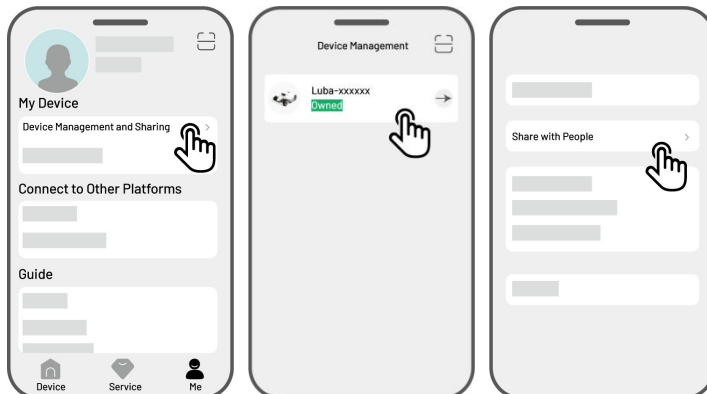 My Device
Device Management and Sharing
Connect to Other Platforms
Guide
Device
Service
Me
Device Management
Luba-xxxxxx
Owned
Share with People